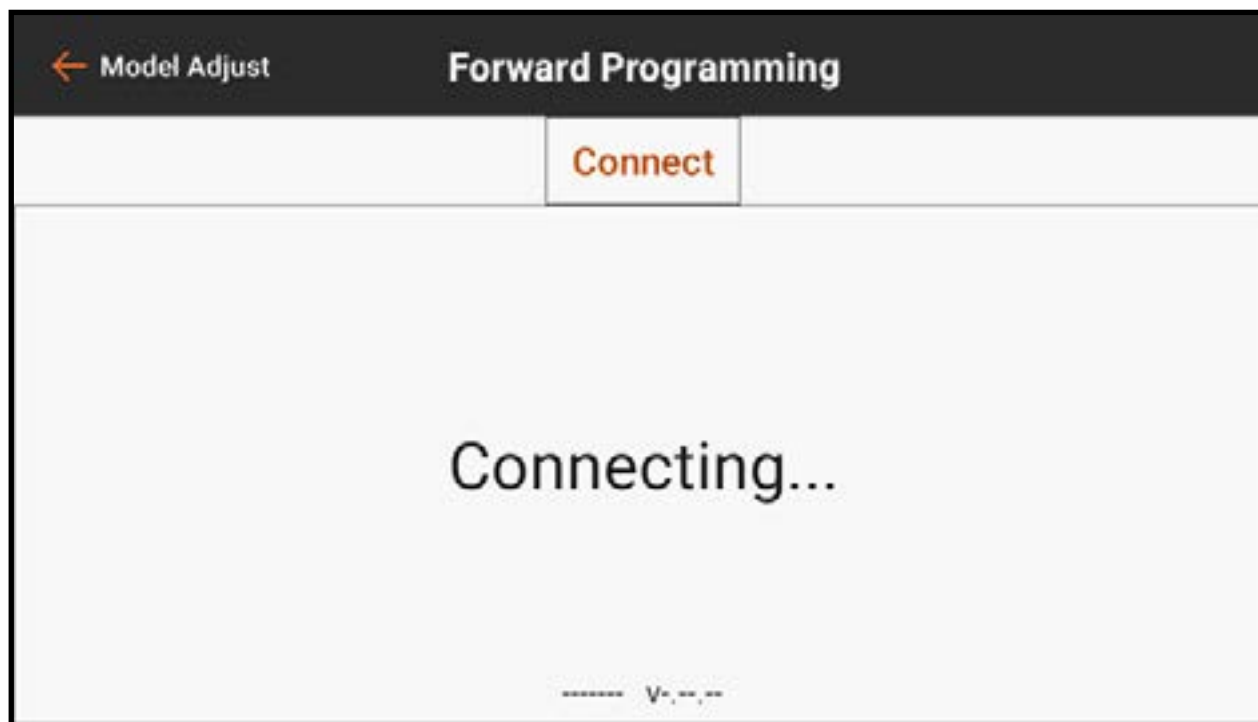 ← Model Adjust Forward Programming
Connect
Connecting...
------- v-.--.--